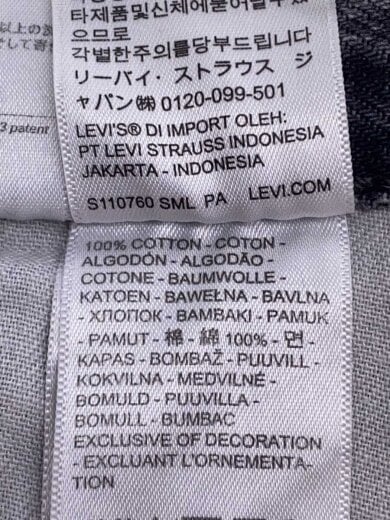 타제품및신체에묻어날수있
으므로
각별한주의를당부드립니다
リーバイ・ストラウス ジ
ャパン㈱ 0120-099-501
LEVI'S® DI IMPORT OLEH:
PT LEVI STRAUSS INDONESIA
JAKARTA - INDONESIA
S110760 SML PA LEVI.COM
3 patent
100% COTTON - COTON -
ALGODÓN - ALGODÃO -
COTONE - BAUMWOLLE -
KATOEN - BAWEŁNA - BAVLNA
- ХЛОПОК - BAMBAKI - PAMUK
- PAMUT - 棉 - 綿 100% - 면 -
KAPAS - BOMBAŽ - PUUVILL -
KOKVILNA - MEDVILNĖ -
BOMULD - PUUVILLA -
BOMULL - BUMBAC
EXCLUSIVE OF DECORATION
- EXCLUANT L'ORNEMENTA-
TION